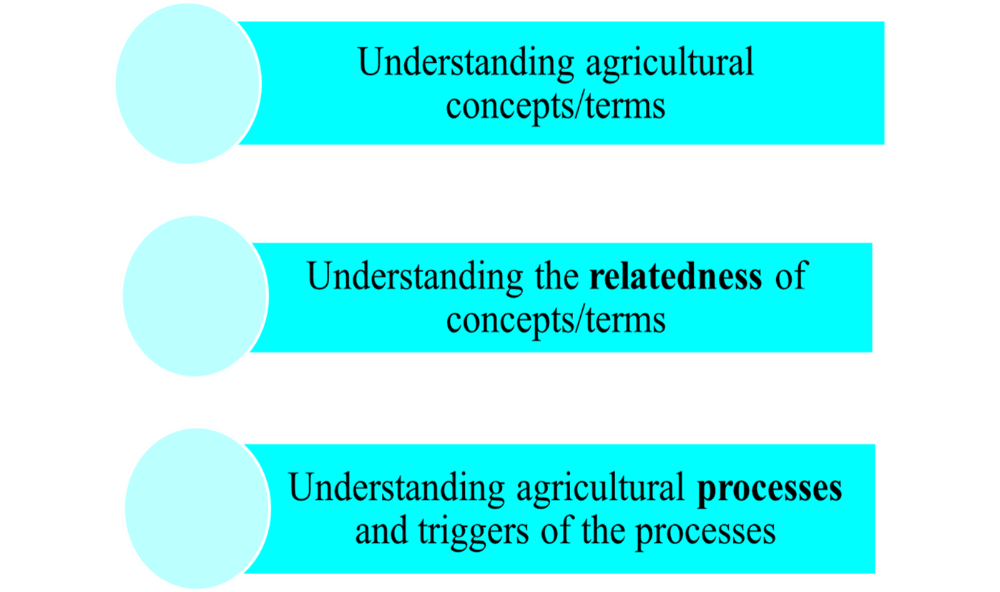 Understanding agricultural
concepts/terms
Understanding the relatedness of
concepts/terms
Understanding agricultural processes
and triggers of the processes